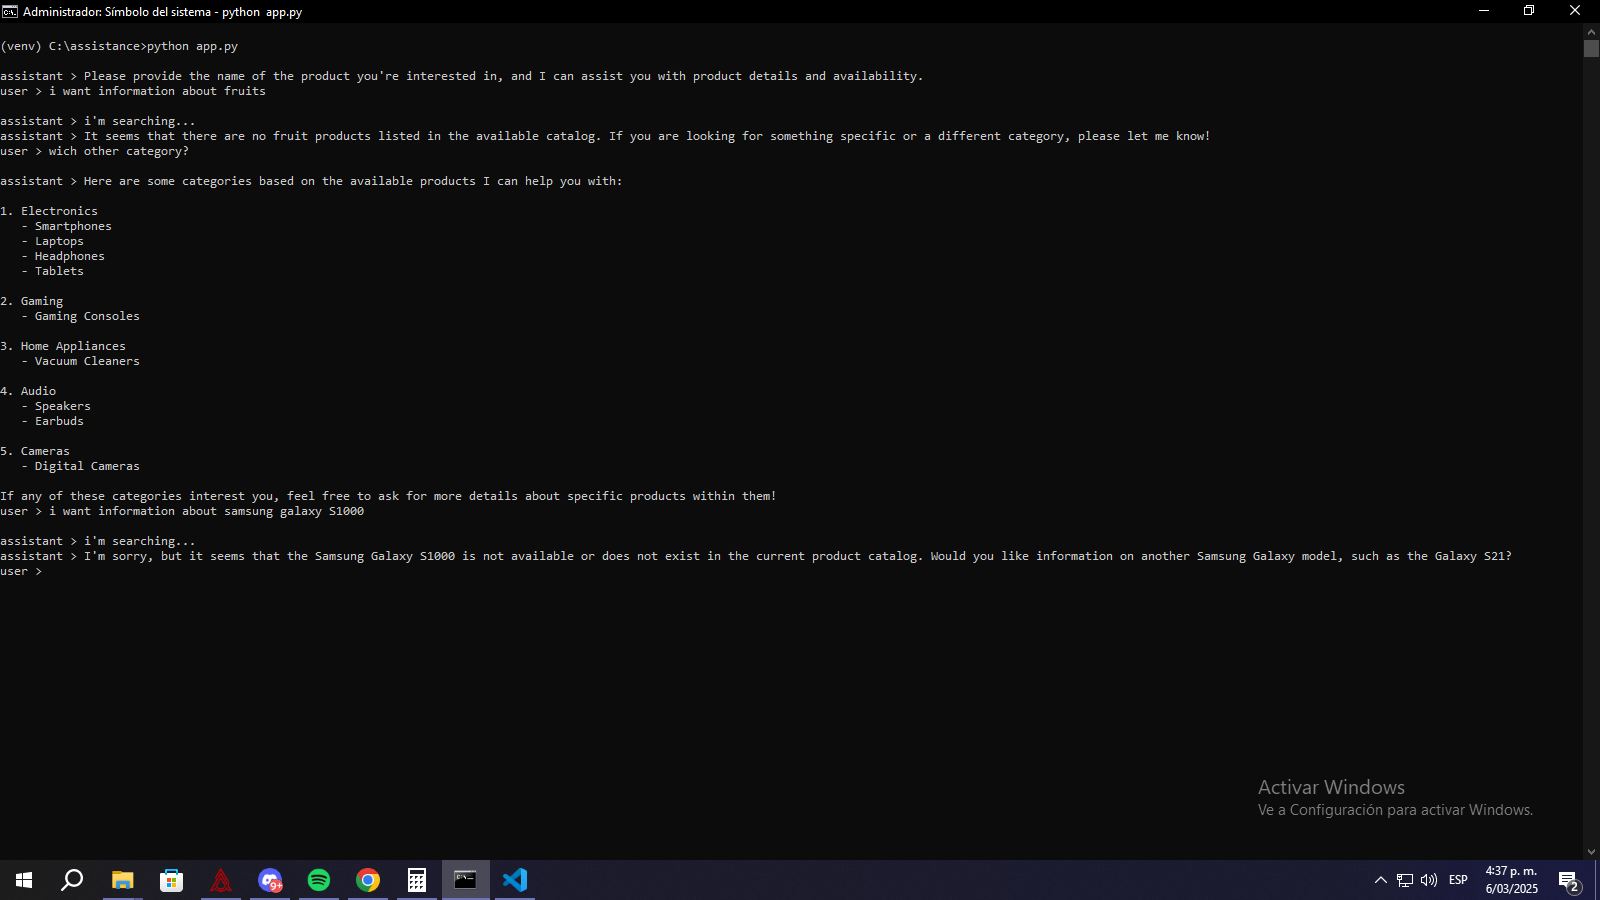 Administrador: Símbolo del sistema - python  app.py
(venv) C:\assistance>python app.py
assistant > Please provide the name of the product you're interested in, and I can assist you with product details and availability.
user > i want information about fruits
assistant > i'm searching...
assistant > It seems that there are no fruit products listed in the available catalog. If you are looking for something specific or a different category, please let me know!
user > wich other category?
assistant > Here are some categories based on the available products I can help you with:
1. Electronics
   - Smartphones
   - Laptops
   - Headphones
   - Tablets
2. Gaming
   - Gaming Consoles
3. Home Appliances
   - Vacuum Cleaners
4. Audio
   - Speakers
   - Earbuds
5. Cameras
   - Digital Cameras
If any of these categories interest you, feel free to ask for more details about specific products within them!
user > i want information about samsung galaxy S1000
assistant > i'm searching...
assistant > I'm sorry, but it seems that the Samsung Galaxy S1000 is not available or does not exist in the current product catalog. Would you like information on another Samsung Galaxy model, such as the Galaxy S21?
user >
Activar Windows
Ve a Configuración para activar Windows.
9+
ESP
4:37 p. m.
6/03/2025
2